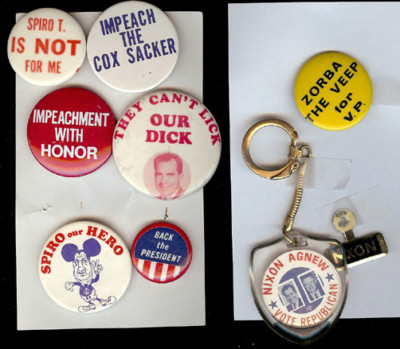 SPIRO T.
IS NOT
FOR ME
IMPEACH
THE
COX SACKER
IMPEACHMENT
WITH
HONOR
THEY CAN'T LICK
OUR
DICK
SPIRO our HERO
BACK
the
PRESIDENT
ZORBA
THE VEEP
for
V.P.
NIXON AGNEW
VOTE REPUBLICAN
NIXON